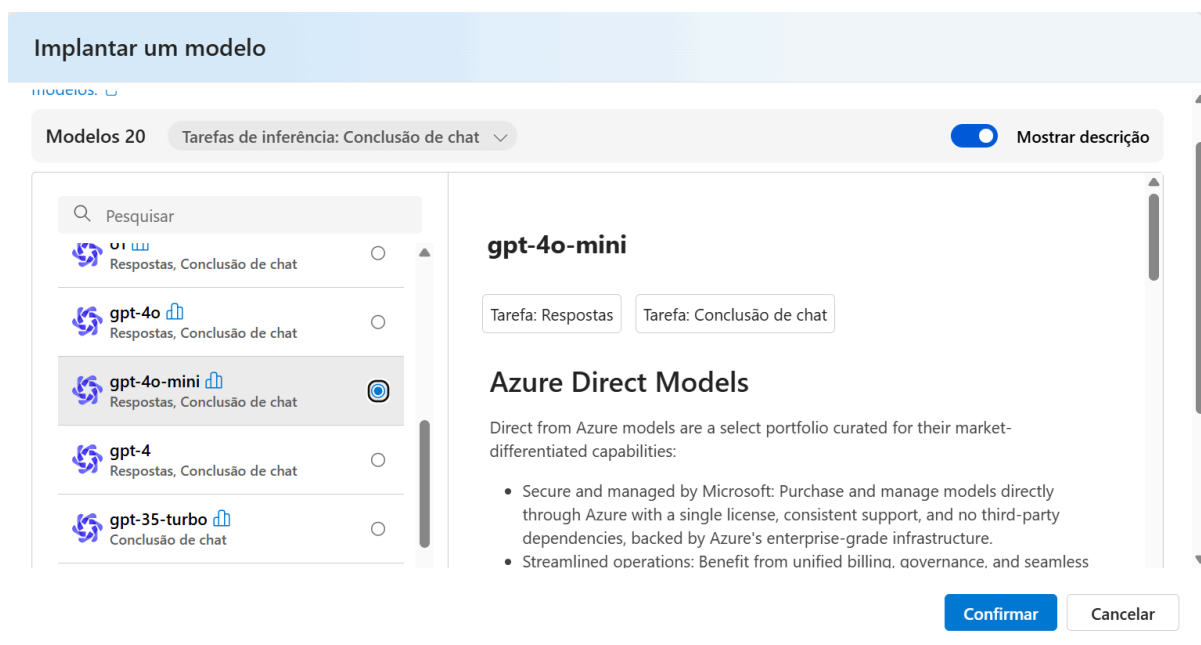 Implantar um modelo
modelos.
Modelos 20
Tarefas de inferência: Conclusão de chat
Mostrar descrição
Pesquisar
o1
Respostas, Conclusão de chat
gpt-4o
Respostas, Conclusão de chat
gpt-4o-mini
Respostas, Conclusão de chat
gpt-4
Respostas, Conclusão de chat
gpt-35-turbo
Conclusão de chat
gpt-4o-mini
Tarefa: Respostas
Tarefa: Conclusão de chat
Azure Direct Models
Direct from Azure models are a select portfolio curated for their market-
differentiated capabilities:
• Secure and managed by Microsoft: Purchase and manage models directly
through Azure with a single license, consistent support, and no third-party
dependencies, backed by Azure's enterprise-grade infrastructure.
• Streamlined operations: Benefit from unified billing, governance, and seamless
Confirmar
Cancelar